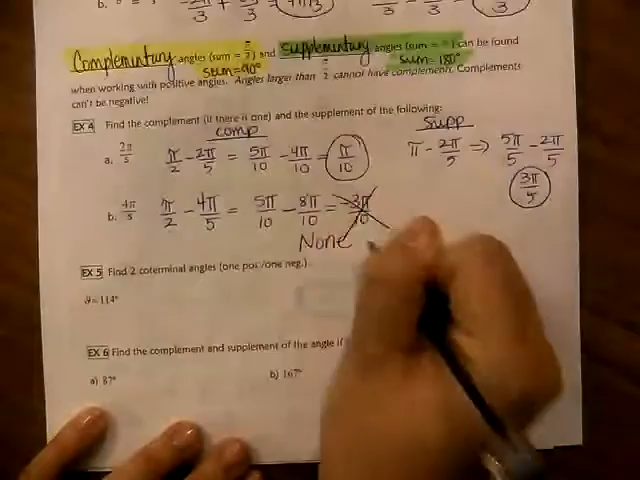 b.
Complementary angles (sum = π/2) and Supplementary angles (sum = π) can be found
sum=90° sum=180°
when working with positive angles. Angles larger than π/2 cannot have complements. Complements
can't be negative!
EX 4 Find the complement (if there is one) and the supplement of the following:
comp Supp
a. 2π/5 π/2 - 2π/5 = 5π/10 - 4π/10 = π/10 π - 2π/5 ⇒ 5π/5 - 2π/5
3π/5
b. 4π/5 π/2 - 4π/5 = 5π/10 - 8π/10 = -3π/10
None
EX 5 Find 2 coterminal angles (one pos/one neg.)
θ = 114°
EX 6 Find the complement and supplement of the angle if
a) 87° b) 167°